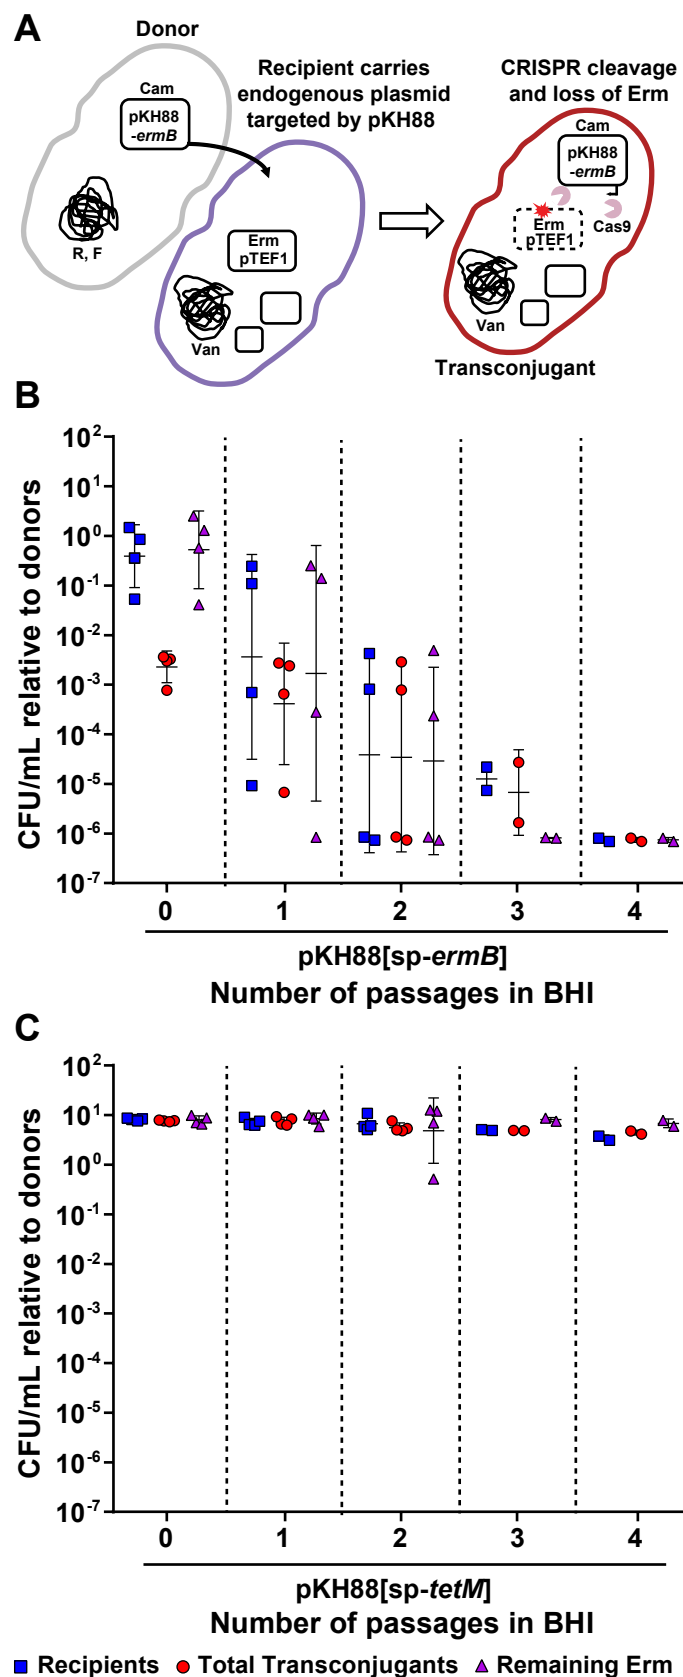 A
Donor
Cam
pKH88
-ermB
R, F
Recipient carries
endogenous plasmid
targeted by pKH88
Erm
pTEF1
Van
CRISPR cleavage
and loss of Erm
Cam
pKH88
-ermB
Erm
pTEF1
Cas9
Van
Transconjugant
B
CFU/mL relative to donors
10²
10¹
10⁰
10⁻¹
10⁻²
10⁻³
10⁻⁴
10⁻⁵
10⁻⁶
10⁻⁷
0 1 2 3 4
pKH88[sp-ermB]
Number of passages in BHI
C
CFU/mL relative to donors
10²
10¹
10⁰
10⁻¹
10⁻²
10⁻³
10⁻⁴
10⁻⁵
10⁻⁶
10⁻⁷
0 1 2 3 4
pKH88[sp-tetM]
Number of passages in BHI
Recipients Total Transconjugants Remaining Erm